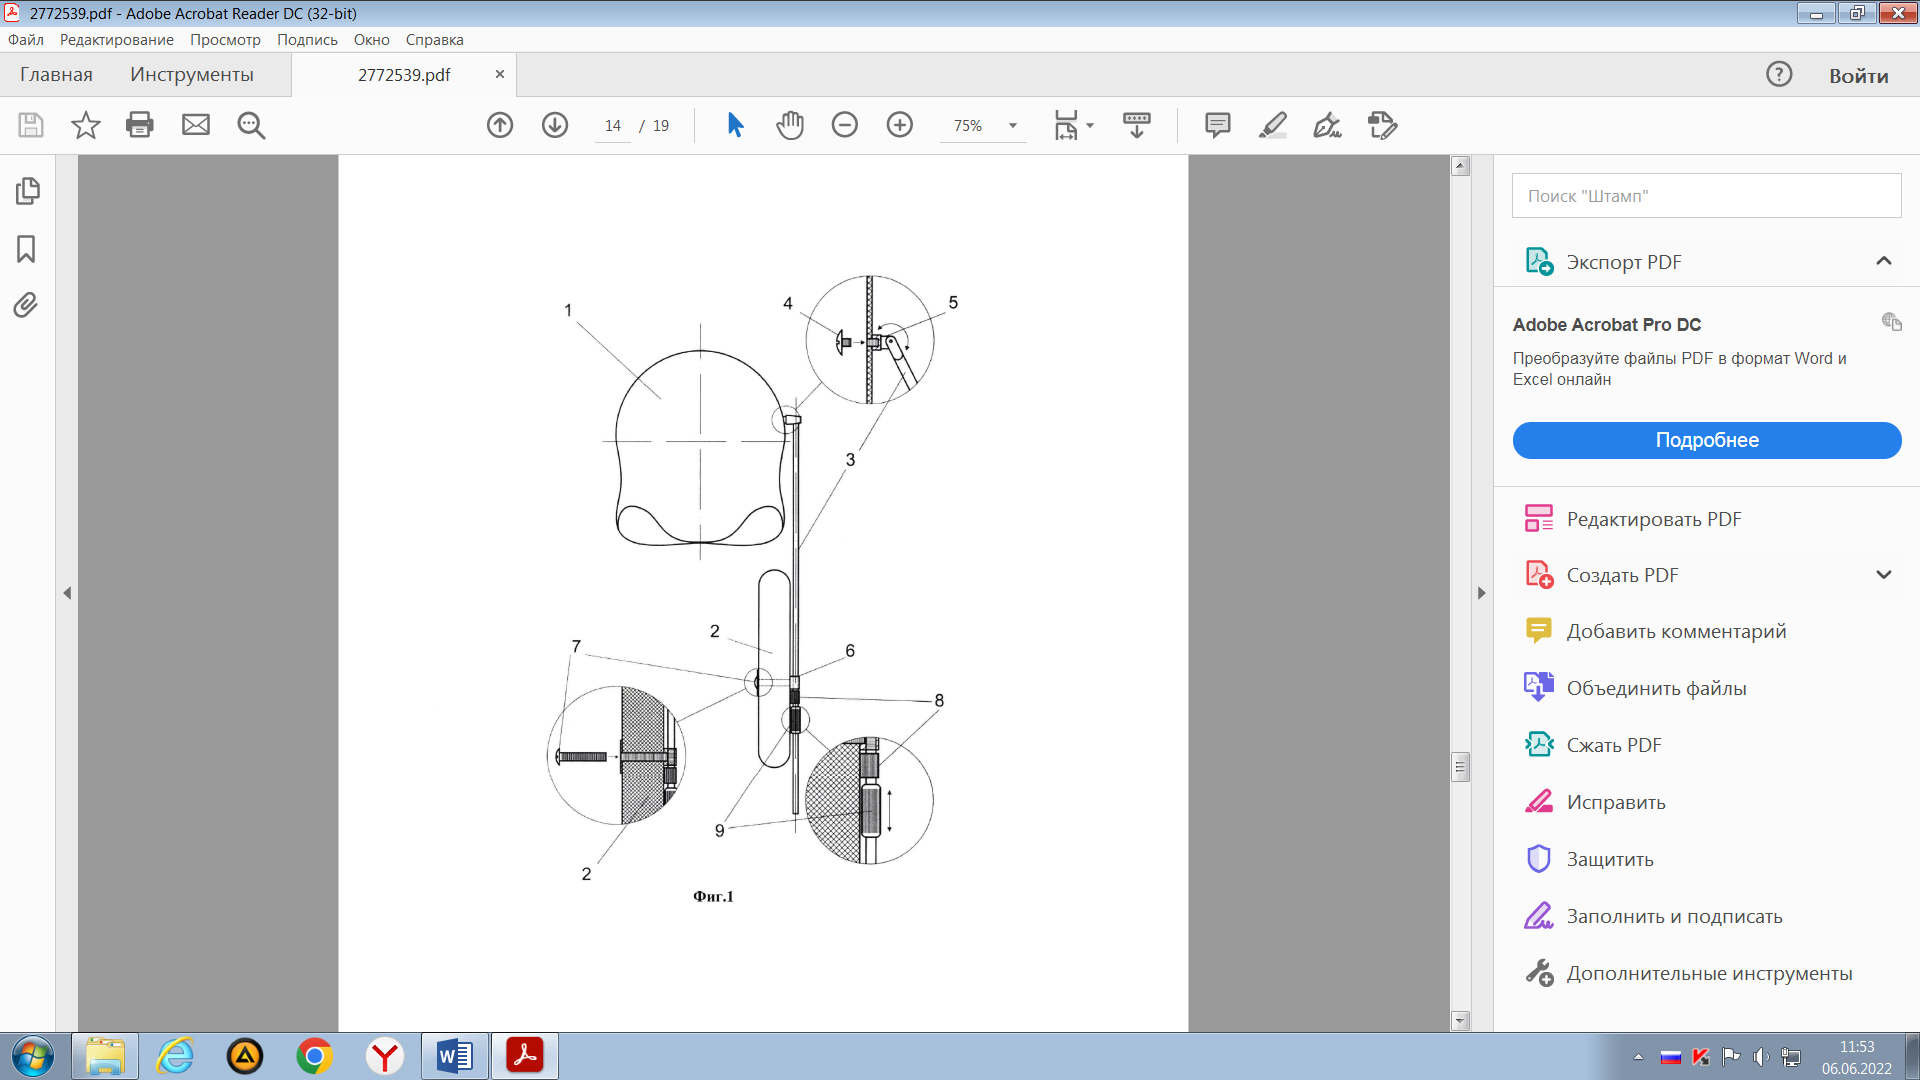 2772539.pdf - Adobe Acrobat Reader DC (32-bit)
Файл Редактирование Просмотр Подпись Окно Справка
Главная Инструменты 2772539.pdf × ? Войти
14 / 19 75%
Поиск "Штамп"
Экспорт PDF
Adobe Acrobat Pro DC
Преобразуйте файлы PDF в формат Word и
Excel онлайн
Подробнее
Редактировать PDF
Создать PDF
Добавить комментарий
Объединить файлы
Сжать PDF
Исправить
Защитить
Заполнить и подписать
Дополнительные инструменты
1
4
5
3
2
6
7
8
9
2
Фиг.1
11:53
06.06.2022